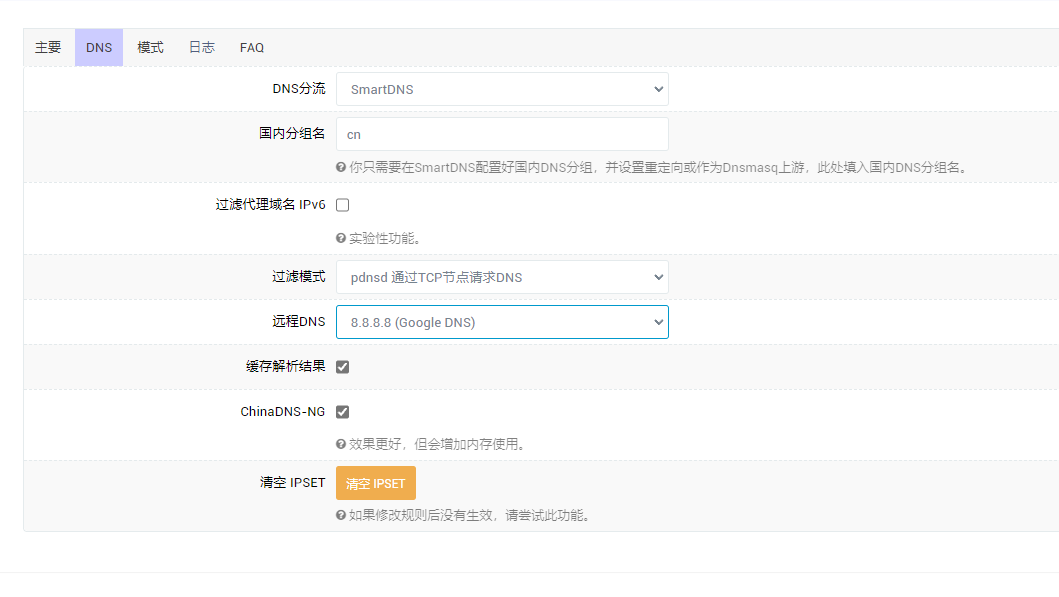 主要 DNS 模式 日志 FAQ
DNS分流 SmartDNS
国内分组名 cn
你只需要在SmartDNS配置好国内DNS分组，并设置重定向或作为Dnsmasq上游，此处填入国内DNS分组名。
过滤代理域名 IPv6
实验性功能。
过滤模式 pdnsd 通过TCP节点请求DNS
远程DNS 8.8.8.8 (Google DNS)
缓存解析结果
ChinaDNS-NG
效果更好，但会增加内存使用。
清空 IPSET 清空 IPSET
如果修改规则后没有生效，请尝试此功能。